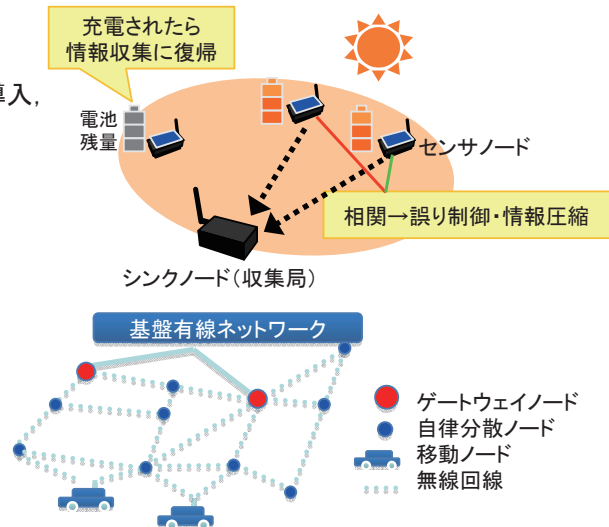 充電されたら
情報収集に復帰
導入，
電池
残量
センサノード
相関→誤り制御・情報圧縮
シンクノード（収集局）
基盤有線ネットワーク
ゲートウェイノード
自律分散ノード
移動ノード
無線回線